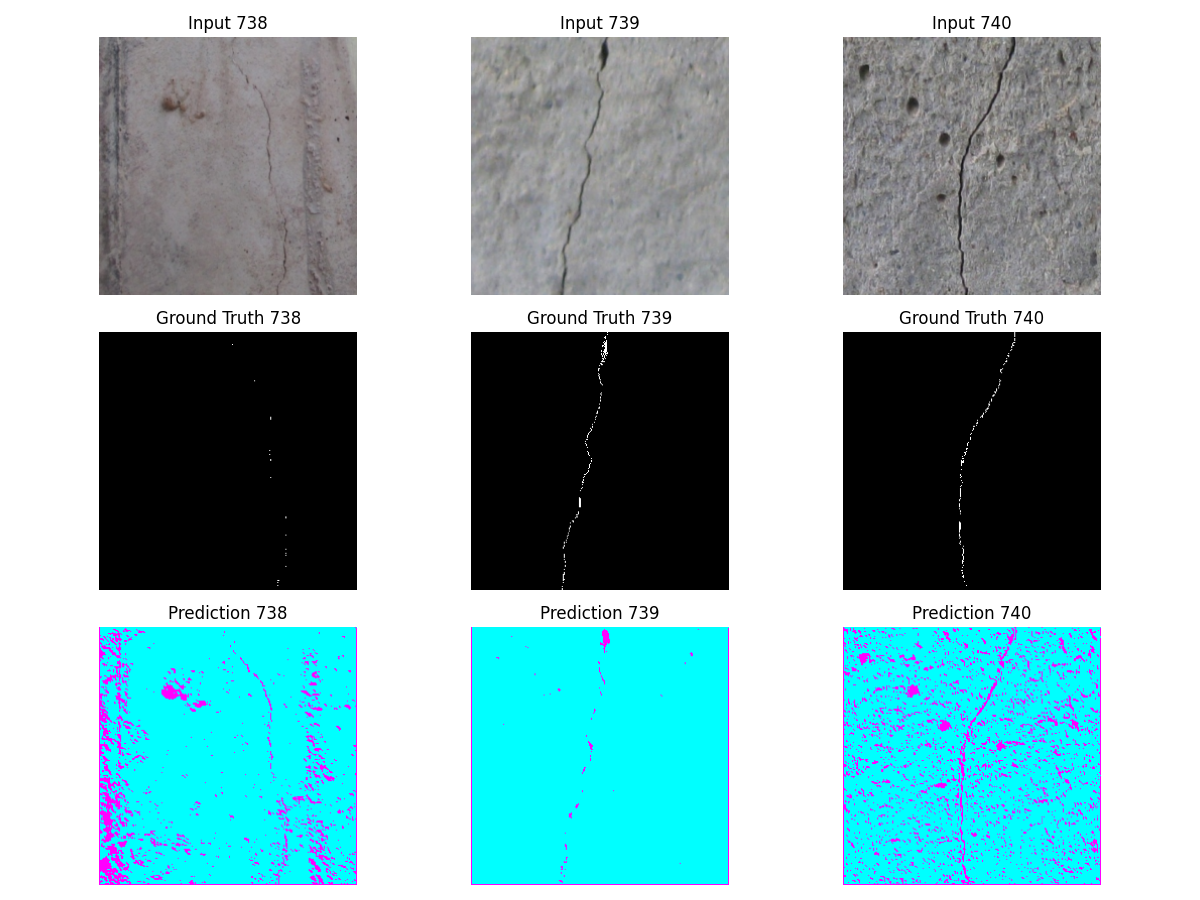 Input 738
Input 739
Input 740
Ground Truth 738
Ground Truth 739
Ground Truth 740
Prediction 738
Prediction 739
Prediction 740